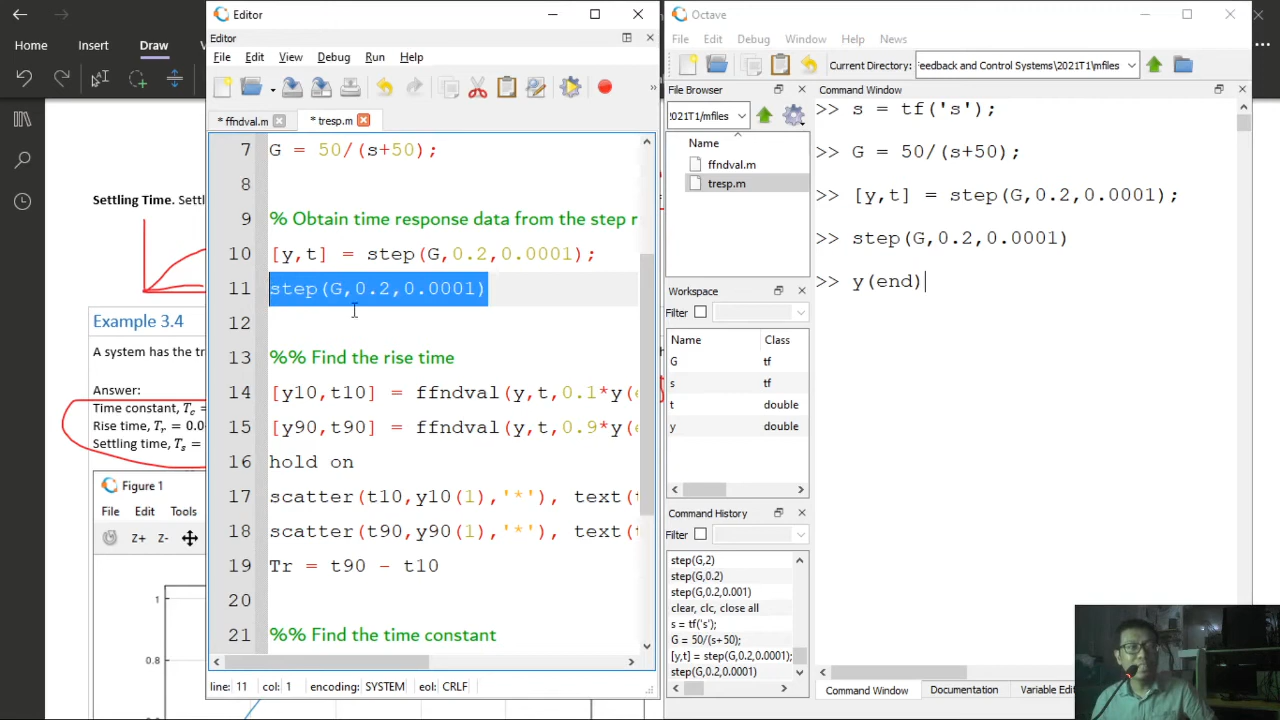 Home
Insert
Draw
Settling Time. Settl
Example 3.4
A system has the tr
Answer:
Time constant, T_c =
Rise time, T_r = 0.0
Settling time, T_s =
Figure 1
File Edit Tools
Z+ Z-
1
0.8
Editor
Editor
File Edit View Debug Run Help
* ffndval.m
* tresp.m
7 G = 50/(s+50);
8
9 % Obtain time response data from the step r
10 [y,t] = step(G,0.2,0.0001);
11 step(G,0.2,0.0001)
12
13 %% Find the rise time
14 [y10,t10] = ffndval(y,t,0.1*y(e
15 [y90,t90] = ffndval(y,t,0.9*y(e
16 hold on
17 scatter(t10,y10(1),'*'), text(t
18 scatter(t90,y90(1),'*'), text(t
19 Tr = t90 - t10
20
21 %% Find the time constant
line: 11 col: 1 encoding: SYSTEM eol: CRLF
Octave
File Edit Debug Window Help News
Current Directory: Feedback and Control Systems\2021T1/mfiles
File Browser
2021T1/mfiles
Name
ffndval.m
tresp.m
Workspace
Filter
Name Class
G tf
s tf
t double
y double
Command History
Filter
step(G,2)
step(G,0.2)
step(G,0.2,0.001)
clear, clc, close all
s = tf('s');
G = 50/(s+50);
[y,t] = step(G,0.2,0.0001);
step(G,0.2,0.0001)
Command Window
>> s = tf('s');
>> G = 50/(s+50);
>> [y,t] = step(G,0.2,0.0001);
>> step(G,0.2,0.0001)
>> y(end)
Command Window Documentation Variable Edit